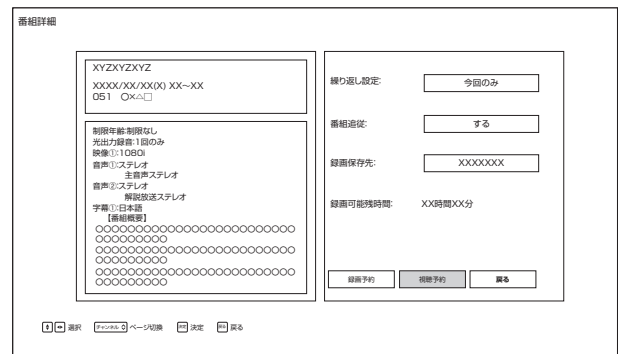 番組詳細
XYZXYZXYZ
XXXX/XX/XX(X) XX～XX
051 ○×△□
制限年齢:制限なし
光出力録音:1回のみ
映像①:1080i
音声①:ステレオ
主音声ステレオ
音声②:ステレオ
解説放送ステレオ
字幕①:日本語
【番組概要】
○○○○○○○○○○○○○○○○○○○○○○○○○
○○○○○○○○○
○○○○○○○○○○○○○○○○○○○○○○○○○
○○○○○○○○○
○○○○○○○○○○○○○○○○○○○○○○○○○
○○○○○○○○○
繰り返し設定: 今回のみ
番組追従: する
録画保存先: XXXXXXX
録画可能残時間: XX時間XX分
録画予約 視聴予約 戻る
選択 チャンネル ページ切換 決定 決定 戻る 戻る